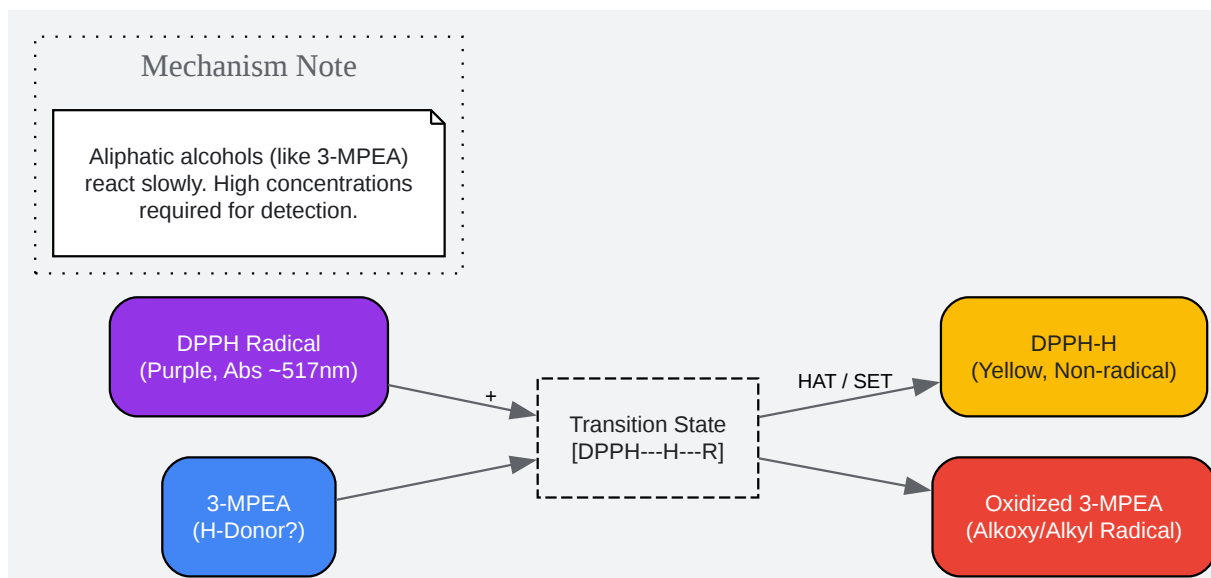 Mechanism Note
Aliphatic alcohols (like 3-MPEA)
react slowly. High concentrations
required for detection.
DPPH Radical
(Purple, Abs ~517nm)
+
3-MPEA
(H-Donor?)
Transition State
[DPPH---H---R]
HAT / SET
DPPH-H
(Yellow, Non-radical)
Oxidized 3-MPEA
(Alkoxy/Alkyl Radical)